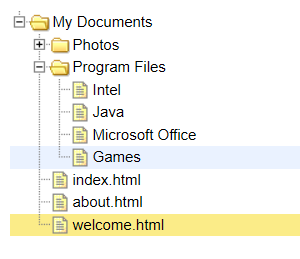 My Documents
Photos
Program Files
Intel
Java
Microsoft Office
Games
index.html
about.html
welcome.html